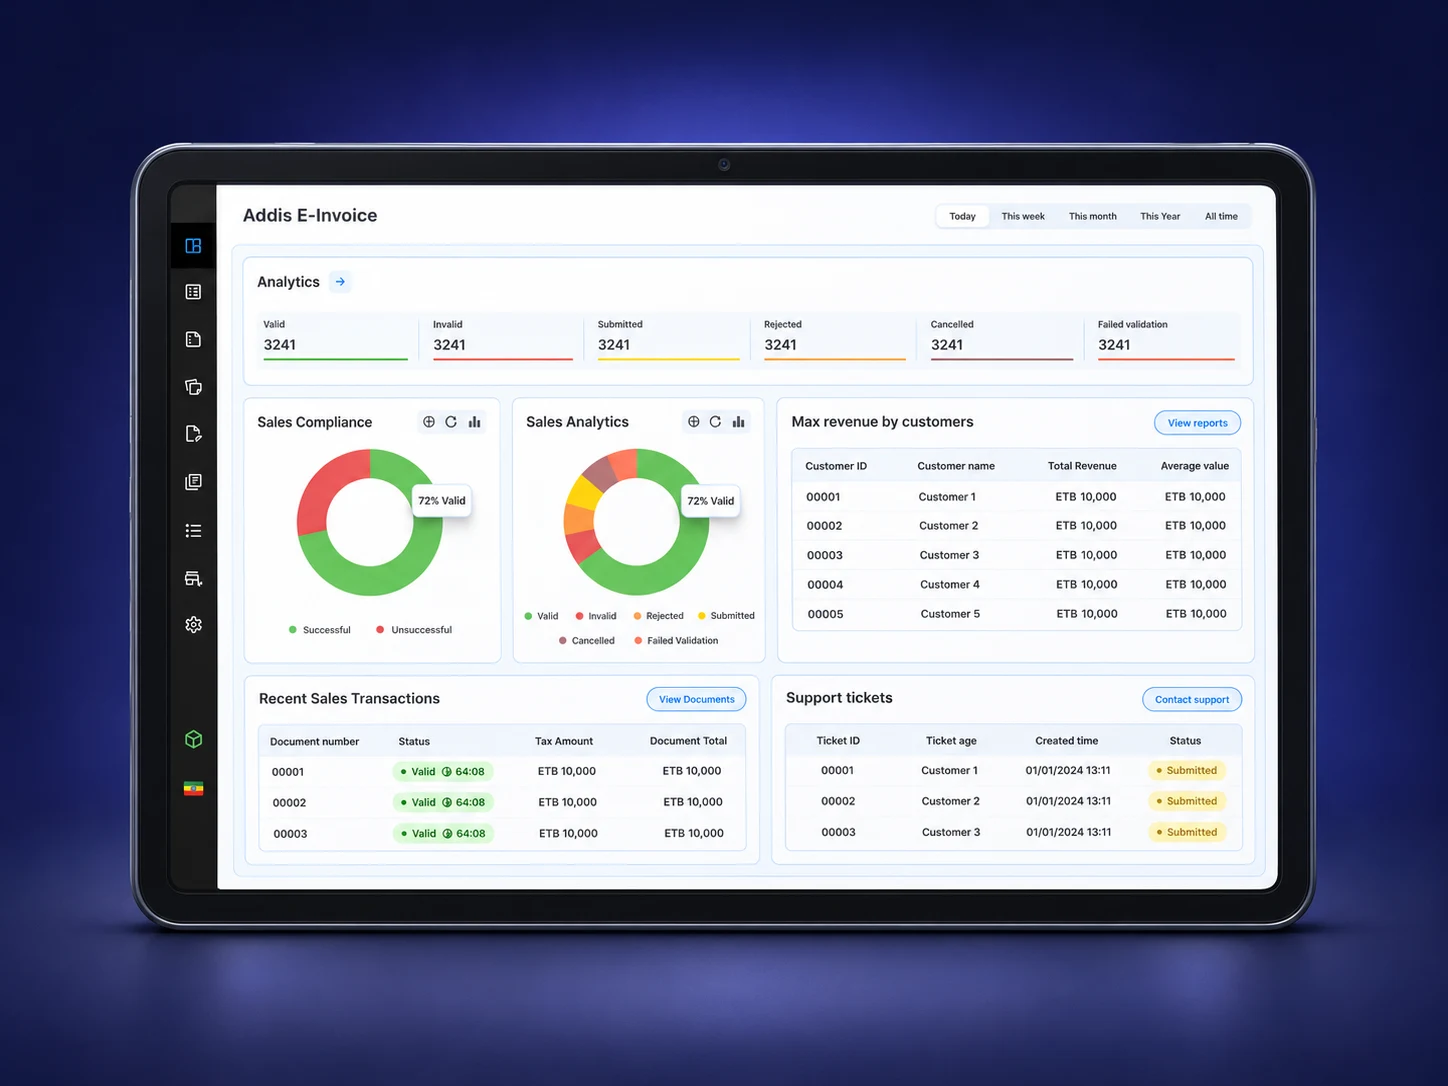 Addis E-Invoice
Today This week This month This Year All time
Analytics
Valid Invalid Submitted Rejected Cancelled Failed validation
3241 3241 3241 3241 3241 3241
Sales Compliance
72% Valid
Successful Unsuccessful
Sales Analytics
72% Valid
Valid Invalid Rejected Submitted
Cancelled Failed Validation
Max revenue by customers View reports
Customer ID Customer name Total Revenue Average value
00001 Customer 1 ETB 10,000 ETB 10,000
00002 Customer 2 ETB 10,000 ETB 10,000
00003 Customer 3 ETB 10,000 ETB 10,000
00004 Customer 4 ETB 10,000 ETB 10,000
00005 Customer 5 ETB 10,000 ETB 10,000
Recent Sales Transactions View Documents
Document number Status Tax Amount Document Total
00001 Valid 64:08 ETB 10,000 ETB 10,000
00002 Valid 64:08 ETB 10,000 ETB 10,000
00003 Valid 64:08 ETB 10,000 ETB 10,000
Support tickets Contact support
Ticket ID Ticket age Created time Status
00001 Customer 1 01/01/2024 13:11 Submitted
00002 Customer 2 01/01/2024 13:11 Submitted
00003 Customer 3 01/01/2024 13:11 Submitted